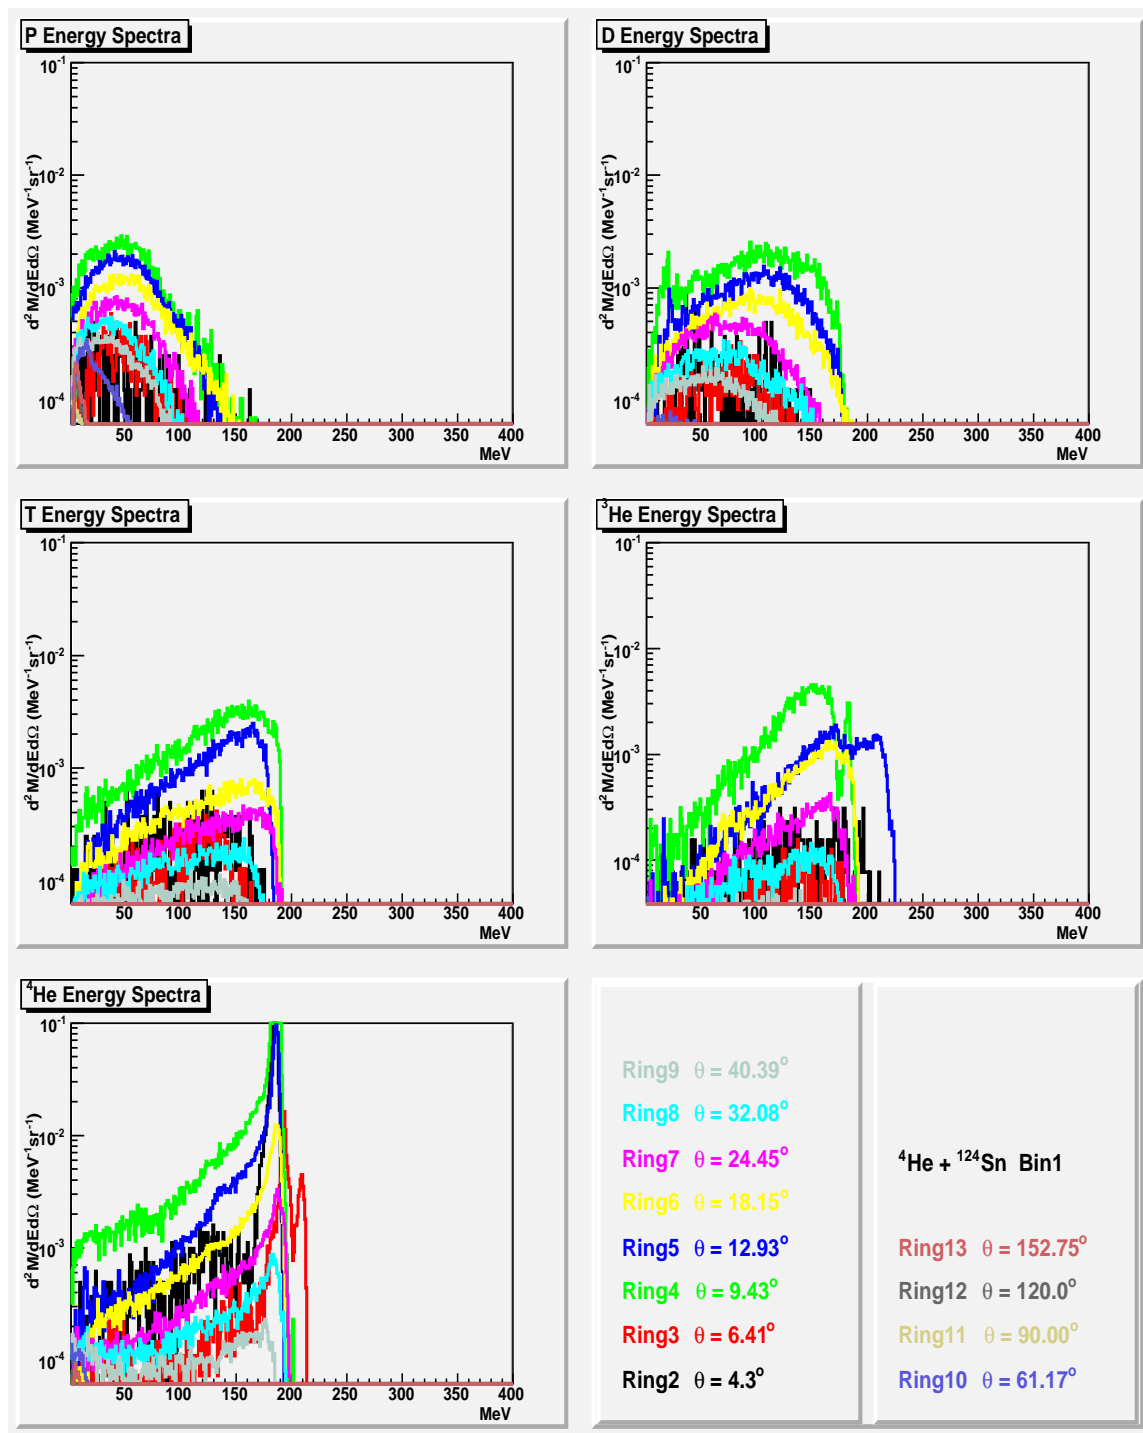 P Energy Spectra
d²M/dEdΩ (MeV⁻¹sr⁻¹)
10⁻¹
10⁻²
10⁻³
10⁻⁴
50 100 150 200 250 300 350 400
MeV
D Energy Spectra
d²M/dEdΩ (MeV⁻¹sr⁻¹)
10⁻¹
10⁻²
10⁻³
10⁻⁴
50 100 150 200 250 300 350 400
MeV
T Energy Spectra
d²M/dEdΩ (MeV⁻¹sr⁻¹)
10⁻¹
10⁻²
10⁻³
10⁻⁴
50 100 150 200 250 300 350 400
MeV
³He Energy Spectra
d²M/dEdΩ (MeV⁻¹sr⁻¹)
10⁻¹
10⁻²
10⁻³
10⁻⁴
50 100 150 200 250 300 350 400
MeV
⁴He Energy Spectra
d²M/dEdΩ (MeV⁻¹sr⁻¹)
10⁻¹
10⁻²
10⁻³
10⁻⁴
50 100 150 200 250 300 350 400
MeV
Ring9 θ = 40.39°
Ring8 θ = 32.08°
Ring7 θ = 24.45°
Ring6 θ = 18.15°
Ring5 θ = 12.93°
Ring4 θ = 9.43°
Ring3 θ = 6.41°
Ring2 θ = 4.3°
⁴He + ¹²⁴Sn Bin1
Ring13 θ = 152.75°
Ring12 θ = 120.0°
Ring11 θ = 90.00°
Ring10 θ = 61.17°